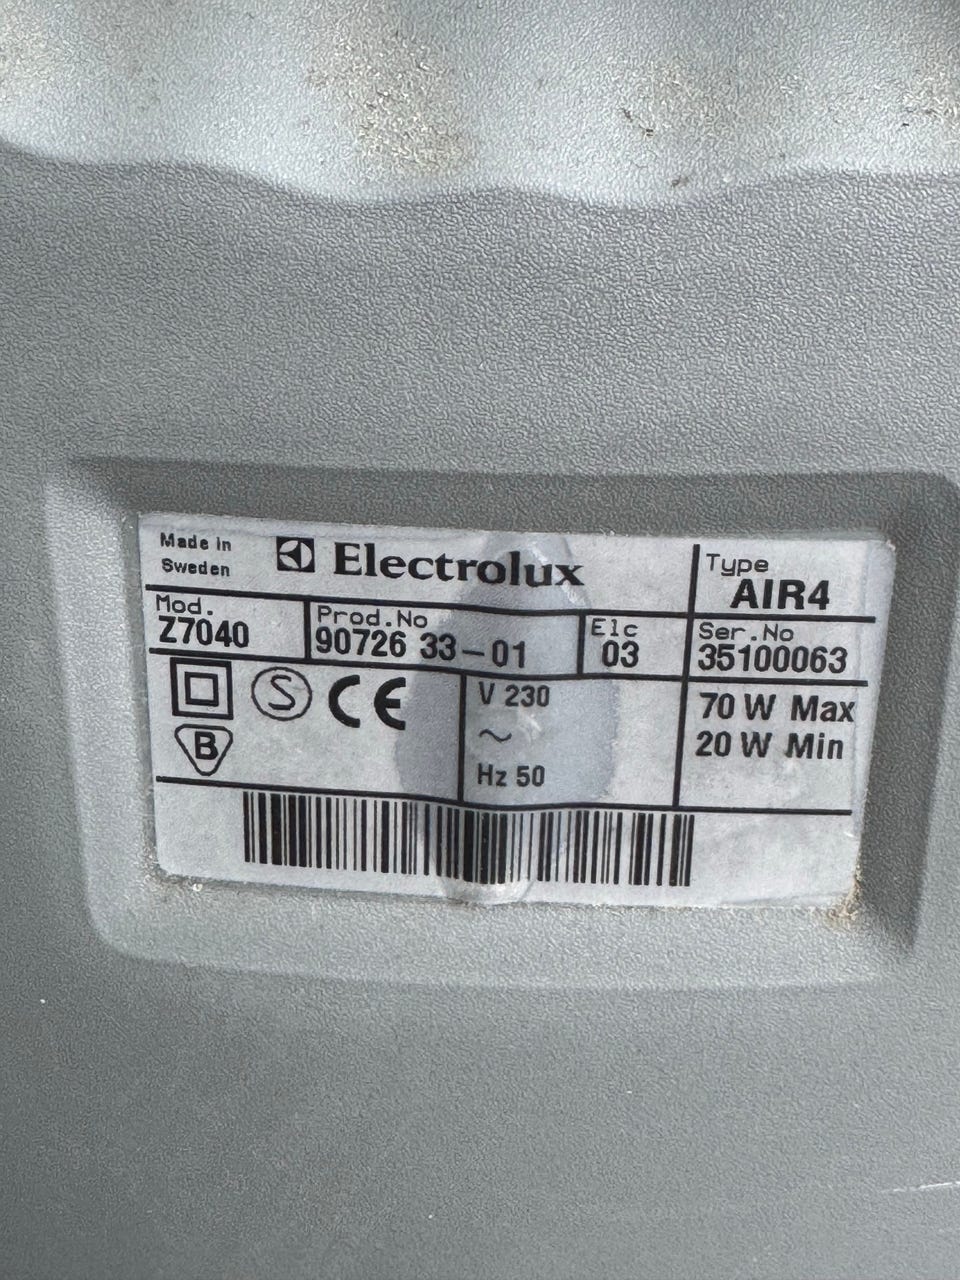 Made in
Sweden
Electrolux
Type
AIR4
Mod.
Z7040
Prod.No
90726 33-01
Elc
03
Ser.No
35100063
S
CE
B
V 230
~
Hz 50
70 W Max
20 W Min